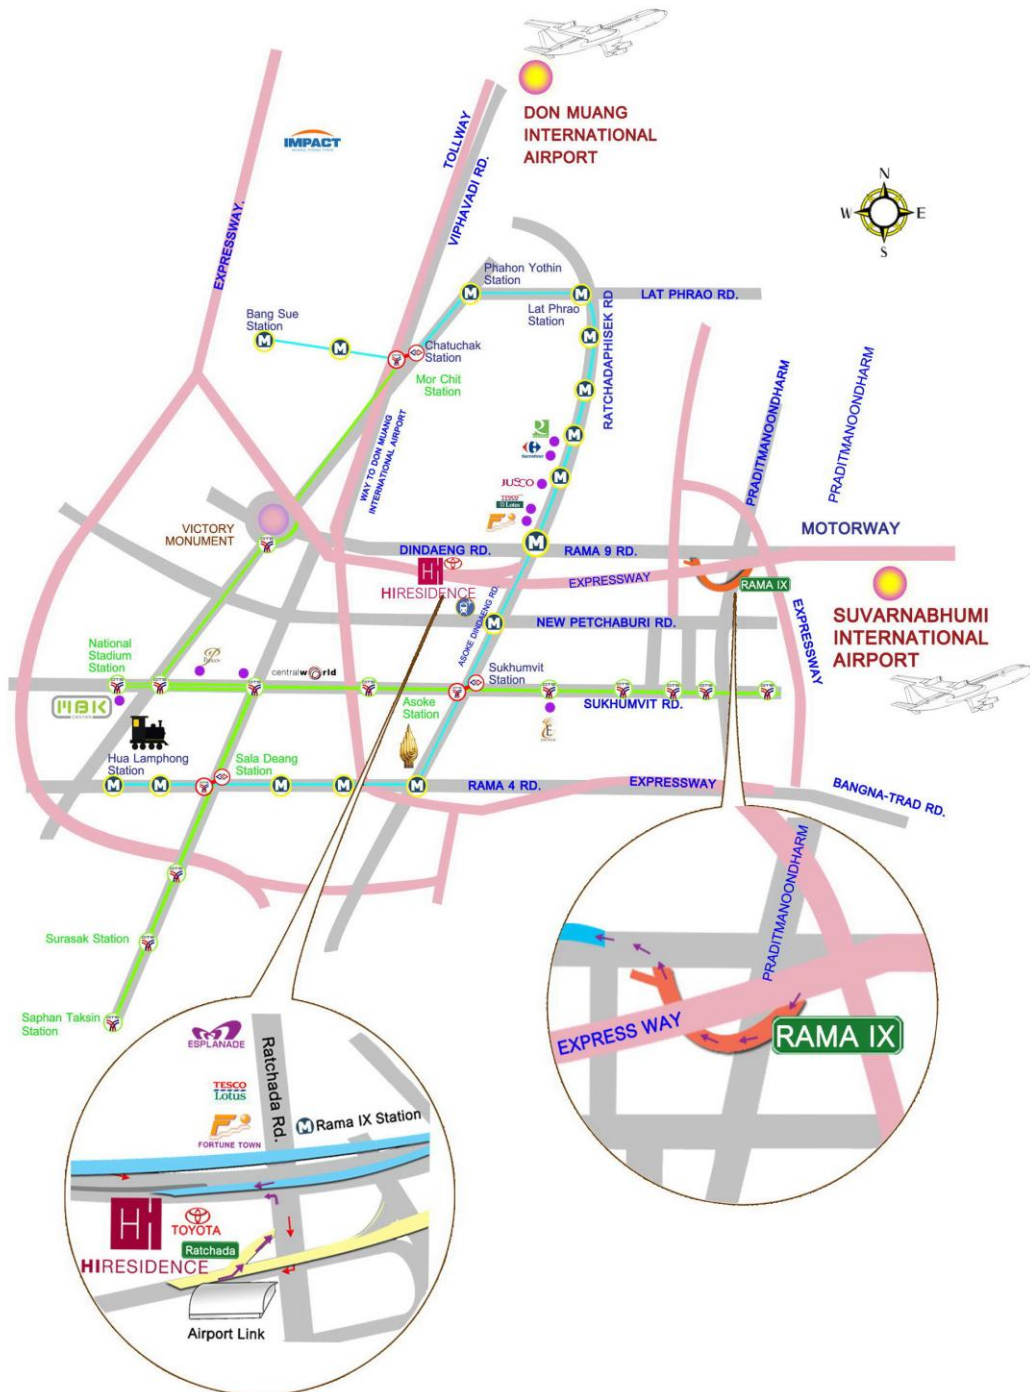 DON MUANG
INTERNATIONAL
AIRPORT
IMPACT
TOLLWAY
VIPHAVADI RD.
EXPRESSWAY.
N
W
E
S
Phahon Yothin
Station
LAT PHRAO RD.
Lat Phrao
Station
RATCHADAPHISEK RD
Bang Sue
Station
Chatuchak
Station
Mor Chit
Station
PRADITMANOONDHARM
PRADITMANOONDHARM
WAY TO DON MUANG
INTERNATIONAL AIRPORT
Carrefour
JUSCO
TESCO
Lotus
VICTORY
MONUMENT
MOTORWAY
DINDAENG RD.
RAMA 9 RD.
EXPRESSWAY
HIRESIDENCE
RAMA IX
SUVARNABHUMI
INTERNATIONAL
AIRPORT
ASOKE DINDAENG RD.
NEW PETCHABURI RD.
EXPRESSWAY
National
Stadium
Station
centralworld
Sukhumvit
Station
MBK
CENTER
Asoke
Station
SUKHUMVIT RD.
E
Hua Lamphong
Station
Sala Deang
Station
RAMA 4 RD.
EXPRESSWAY
BANGNA-TRAD RD.
PRADITMANOONDHARM
Surasak Station
Saphan Taksin
Station
EXPRESS WAY
RAMA IX
ESPLANADE
Ratchada Rd.
TESCO
Lotus
M Rama IX Station
FORTUNE TOWN
TOYOTA
Ratchada
HIRESIDENCE
Airport Link